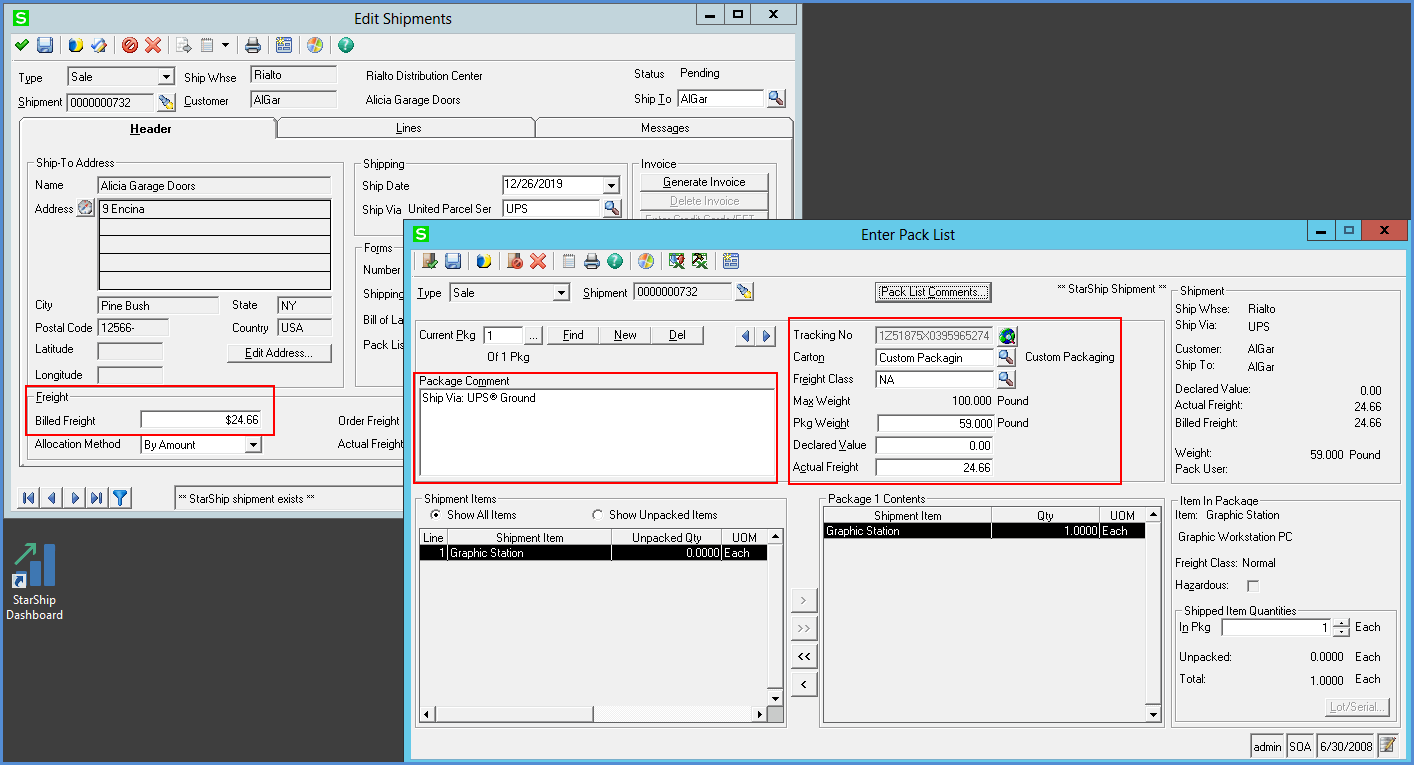 S
Edit Shipments
Type Sale Ship Whse Rialto Rialto Distribution Center Status Pending
Shipment 0000000732 Customer AlGar Alicia Garage Doors Ship To AlGar
Header Lines Messages
Ship-To Address
Name Alicia Garage Doors
Address 9 Encina
City Pine Bush State NY
Postal Code 12566- Country USA
Latitude
Edit Address...
Longitude
Freight
Billed Freight $24.66 Order Freight
Allocation Method By Amount Actual Freight
** StarShip shipment exists **
Shipping
Ship Date 12/26/2019
Ship Via United Parcel Ser UPS
Invoice
Generate Invoice
Delete Invoice
Forms
Number
Shipping
Bill of La
Pack Lis
StarShip
Dashboard
S
Enter Pack List
Type Sale Shipment 0000000732 Pack List Comments... ** StarShip Shipment **
Current Pkg 1 ... Find New Del
Of 1 Pkg
Package Comment
Ship Via: UPS® Ground
Tracking No 1Z51875X0395965274
Carton Custom Packagin Custom Packaging
Freight Class NA
Max Weight 100.000 Pound
Pkg Weight 59.000 Pound
Declared Value 0.00
Actual Freight 24.66
Shipment
Ship Whse: Rialto
Ship Via: UPS
Customer: AlGar
Ship To: AlGar
Declared Value: 0.00
Actual Freight: 24.66
Billed Freight: 24.66
Weight: 59.000 Pound
Pack User:
Shipment Items
Show All Items Show Unpacked Items
Line Shipment Item Unpacked Qty UOM
1 Graphic Station 0.0000 Each
>
>>
<<
<
Package 1 Contents
Shipment Item Qty UOM
Graphic Station 1.0000 Each
Item In Package
Item: Graphic Station
Graphic Workstation PC
Freight Class: Normal
Hazardous:
Shipped Item Quantities
In Pkg 1 Each
Unpacked: 0.0000 Each
Total: 1.0000 Each
Lot/Serial...
admin SOA 6/30/2008